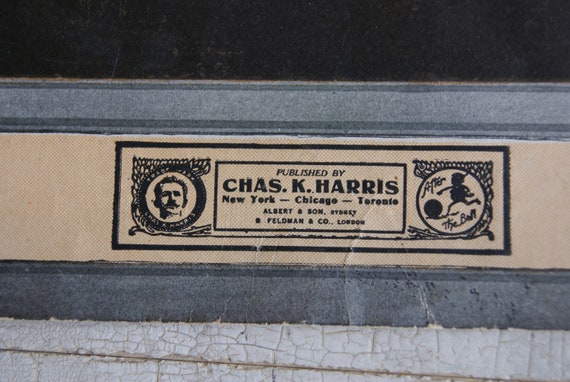 PUBLISHED BY
CHAS. K. HARRIS
New York — Chicago — Toronto
ALBERT & SON, SYDNEY
B. FELDMAN & CO., LONDON
After
The Ball